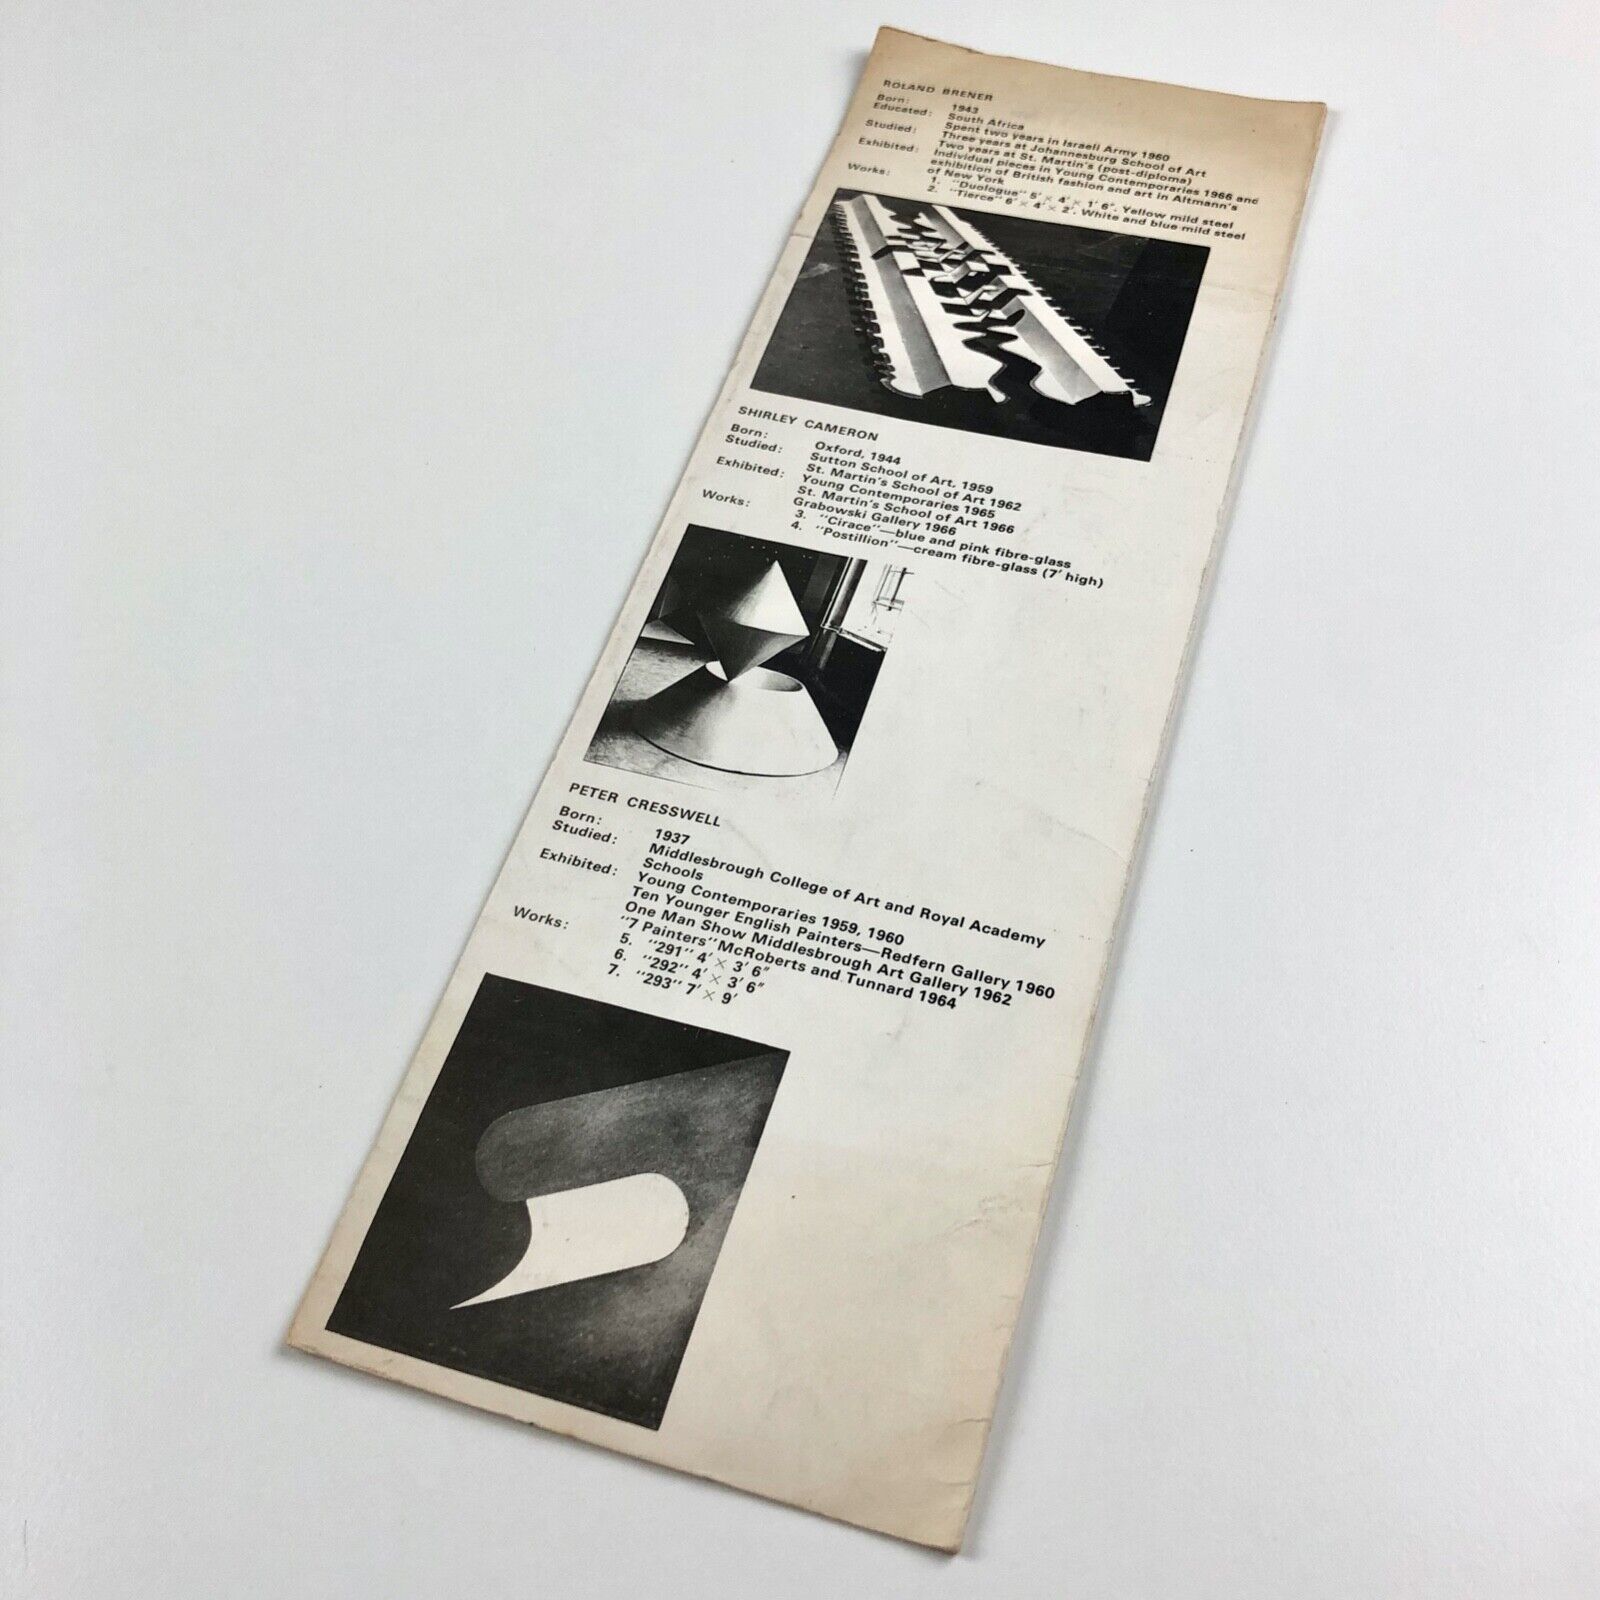 ROLAND BRENER
Born: 1943
Educated: South Africa
Spent two years in Israeli Army 1960
Studied: Three years at Johannesburg School of Art
Two years at St. Martin's (post-diploma)
Exhibited: Individual pieces in Young Contemporaries 1966 and
exhibition of British fashion and art in Altmann's
of New York
Works: 1. "Duologue" 5' × 4' × 1' 6". Yellow mild steel
2. "Tierce" 6' × 4' × 2'. White and blue mild steel
SHIRLEY CAMERON
Born: Oxford, 1944
Studied: Sutton School of Art, 1959
St. Martin's School of Art 1962
Exhibited: Young Contemporaries 1965
St. Martin's School of Art 1966
Grabowski Gallery 1966
Works: 3. "Cirace"—blue and pink fibre-glass
4. "Postillion"—cream fibre-glass (7' high)
PETER CRESSWELL
Born: 1937
Studied: Middlesbrough College of Art and Royal Academy
Schools
Exhibited: Young Contemporaries 1959, 1960
Ten Younger English Painters—Redfern Gallery 1960
One Man Show Middlesbrough Art Gallery 1962
"7 Painters" McRoberts and Tunnard 1964
Works: 5. "291" 4' × 3' 6"
6. "292" 4' × 3' 6"
7. "293" 7' × 9'